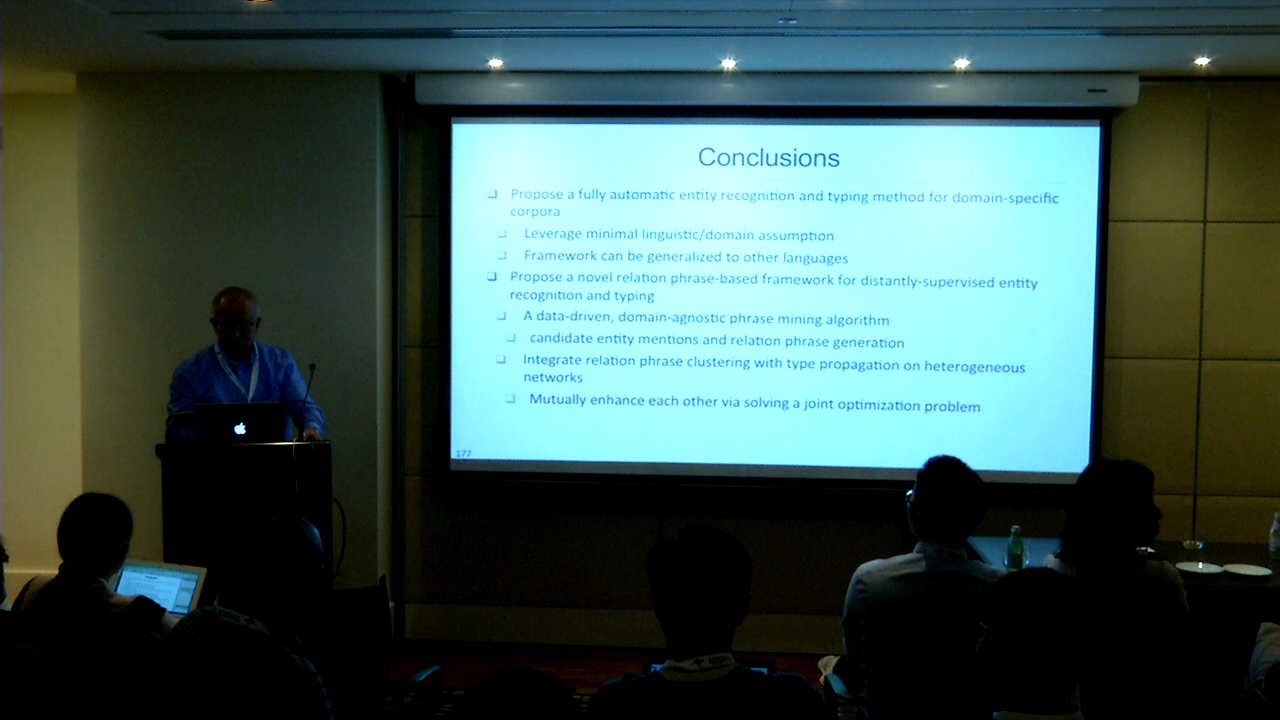 Conclusions
Propose a fully automatic entity recognition and typing method for domain-specific
corpora
Leverage minimal linguistic/domain assumption
Framework can be generalized to other languages
Propose a novel relation phrase-based framework for distantly-supervised entity
recognition and typing
A data-driven, domain-agnostic phrase mining algorithm
candidate entity mentions and relation phrase generation
Integrate relation phrase clustering with type propagation on heterogeneous
networks
Mutually enhance each other via solving a joint optimization problem
177